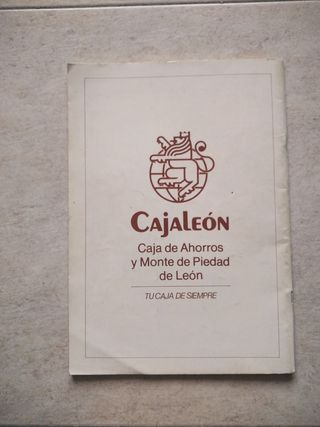 CAJALEÓN
Caja de Ahorros
y Monte de Piedad
de León
TU CAJA DE SIEMPRE